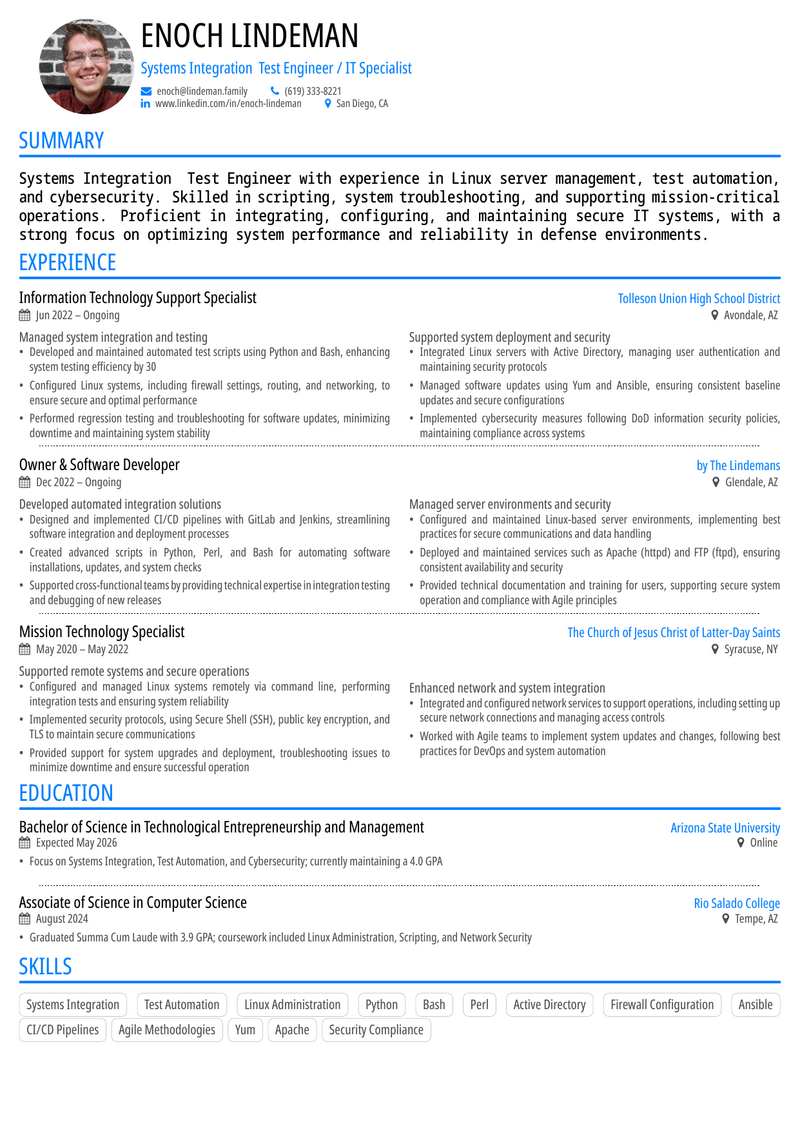 ENOCH LINDEMAN
Systems Integration Test Engineer / IT Specialist
enoch@lindeman.family (619) 333-8221
www.linkedin.com/in/enoch-lindeman San Diego, CA
SUMMARY
Systems Integration Test Engineer with experience in Linux server management, test automation,
and cybersecurity. Skilled in scripting, system troubleshooting, and supporting mission-critical
operations. Proficient in integrating, configuring, and maintaining secure IT systems, with a
strong focus on optimizing system performance and reliability in defense environments.
EXPERIENCE
Information Technology Support Specialist Tolleson Union High School District
Jun 2022 – Ongoing Avondale, AZ
Managed system integration and testing
• Developed and maintained automated test scripts using Python and Bash, enhancing
system testing efficiency by 30
• Configured Linux systems, including firewall settings, routing, and networking, to
ensure secure and optimal performance
• Performed regression testing and troubleshooting for software updates, minimizing
downtime and maintaining system stability
Supported system deployment and security
• Integrated Linux servers with Active Directory, managing user authentication and
maintaining security protocols
• Managed software updates using Yum and Ansible, ensuring consistent baseline
updates and secure configurations
• Implemented cybersecurity measures following DoD information security policies,
maintaining compliance across systems
Owner & Software Developer by The Lindemans
Dec 2022 – Ongoing Glendale, AZ
Developed automated integration solutions
• Designed and implemented CI/CD pipelines with GitLab and Jenkins, streamlining
software integration and deployment processes
• Created advanced scripts in Python, Perl, and Bash for automating software
installations, updates, and system checks
• Supported cross-functional teams by providing technical expertise in integration testing
and debugging of new releases
Managed server environments and security
• Configured and maintained Linux-based server environments, implementing best
practices for secure communications and data handling
• Deployed and maintained services such as Apache (httpd) and FTP (ftpd), ensuring
consistent availability and security
• Provided technical documentation and training for users, supporting secure system
operation and compliance with Agile principles
Mission Technology Specialist The Church of Jesus Christ of Latter-Day Saints
May 2020 – May 2022 Syracuse, NY
Supported remote systems and secure operations
• Configured and managed Linux systems remotely via command line, performing
integration tests and ensuring system reliability
• Implemented security protocols, using Secure Shell (SSH), public key encryption, and
TLS to maintain secure communications
• Provided support for system upgrades and deployment, troubleshooting issues to
minimize downtime and ensure successful operation
Enhanced network and system integration
• Integrated and configured network services to support operations, including setting up
secure network connections and managing access controls
• Worked with Agile teams to implement system updates and changes, following best
practices for DevOps and system automation
EDUCATION
Bachelor of Science in Technological Entrepreneurship and Management Arizona State University
Expected May 2026 Online
• Focus on Systems Integration, Test Automation, and Cybersecurity; currently maintaining a 4.0 GPA
Associate of Science in Computer Science Rio Salado College
August 2024 Tempe, AZ
• Graduated Summa Cum Laude with 3.9 GPA; coursework included Linux Administration, Scripting, and Network Security
SKILLS
Systems Integration Test Automation Linux Administration Python Bash Perl Active Directory Firewall Configuration Ansible
CI/CD Pipelines Agile Methodologies Yum Apache Security Compliance